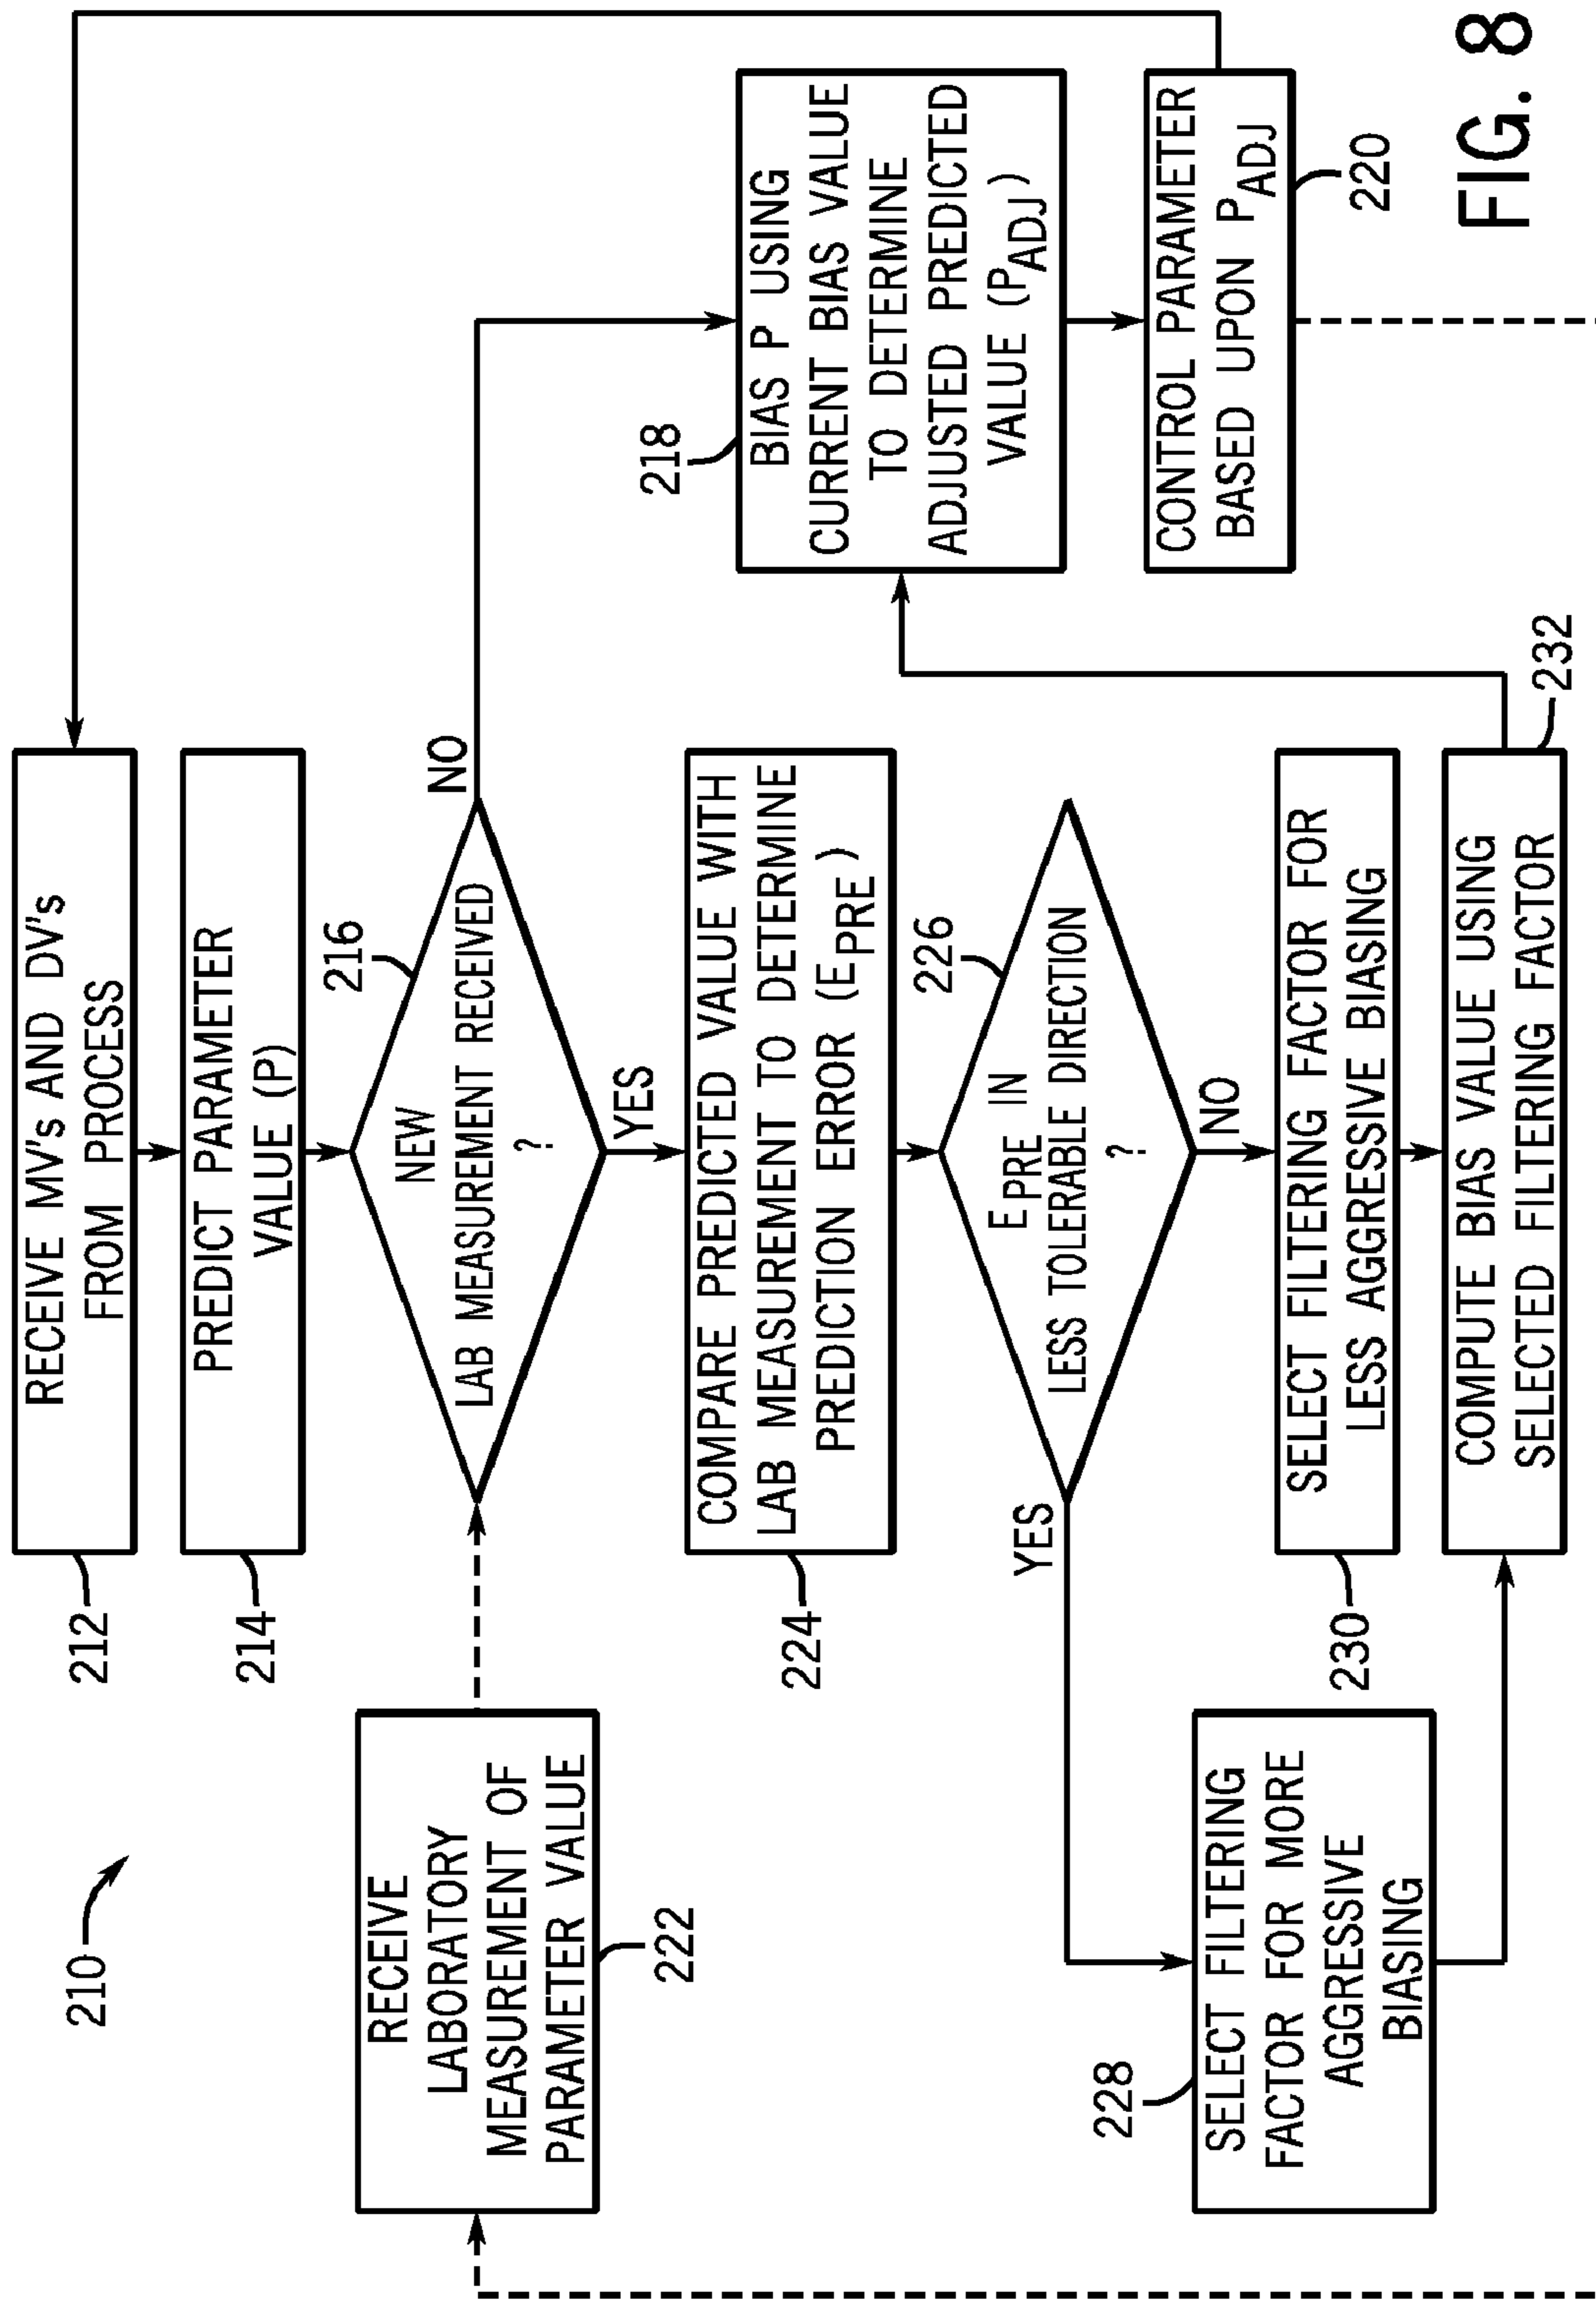 210
212
RECEIVE MV's AND DV's
FROM PROCESS
214
PREDICT PARAMETER
VALUE (P)
222
RECEIVE
LABORATORY
MEASUREMENT OF
PARAMETER VALUE
216
NEW
LAB MEASUREMENT RECEIVED
?
NO
YES
218
BIAS P USING
CURRENT BIAS VALUE
TO DETERMINE
ADJUSTED PREDICTED
VALUE (PADJ)
224
COMPARE PREDICTED VALUE WITH
LAB MEASUREMENT TO DETERMINE
PREDICTION ERROR (EPRE)
226
EPRE IN
LESS TOLERABLE DIRECTION
?
YES
NO
CONTROL PARAMETER
BASED UPON PADJ
220
228
SELECT FILTERING
FACTOR FOR MORE
AGGRESSIVE
BIASING
230
SELECT FILTERING FACTOR FOR
LESS AGGRESSIVE BIASING
COMPUTE BIAS VALUE USING
SELECTED FILTERING FACTOR
232
FIG. 8